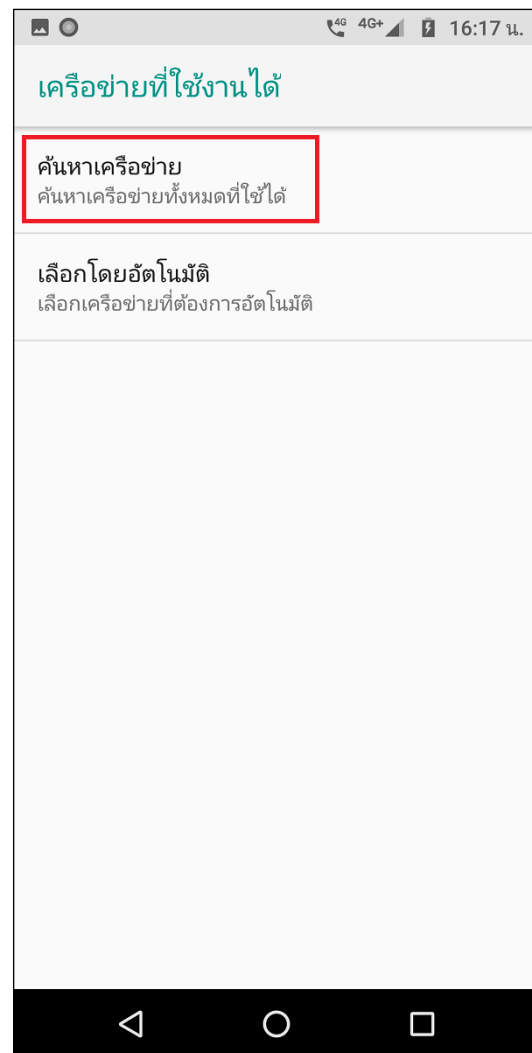 4G 4G+ 16:17 น.
เครือข่ายที่ใช้งานได้
ค้นหาเครือข่าย
ค้นหาเครือข่ายทั้งหมดที่ใช้ได้
เลือกโดยอัตโนมัติ
เลือกเครือข่ายที่ต้องการอัตโนมัติ